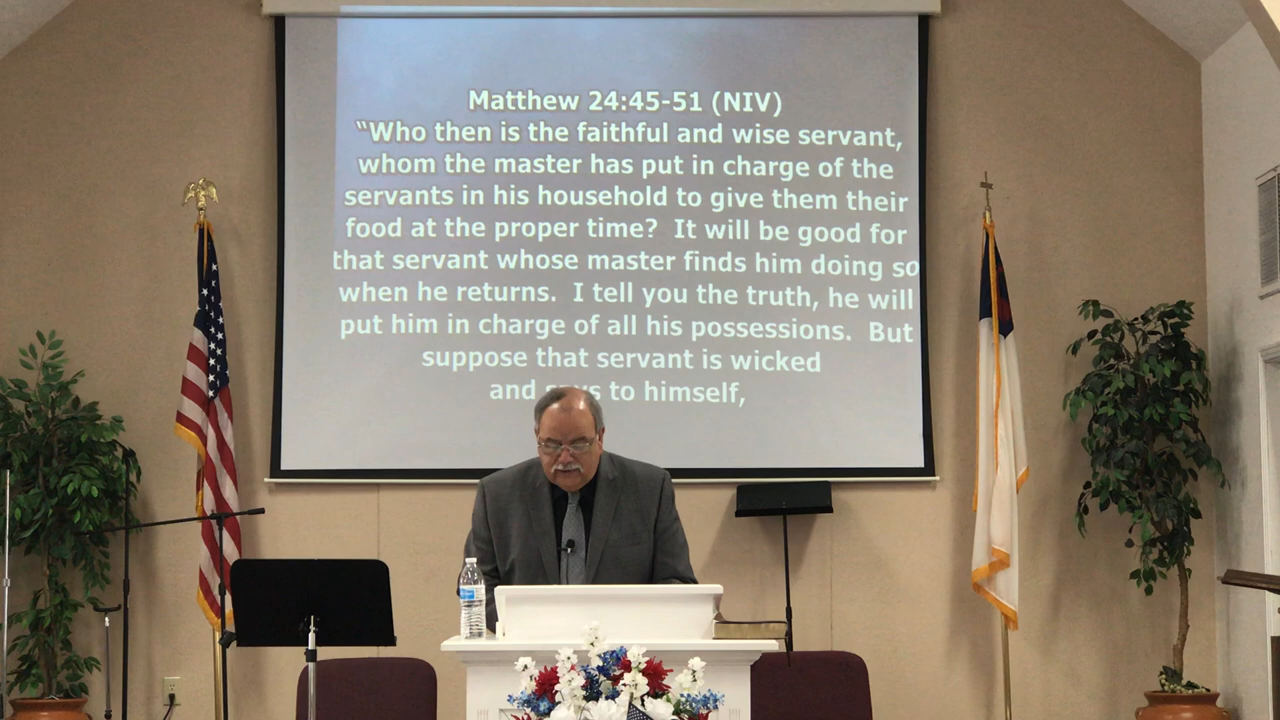 Matthew 24:45-51 (NIV)
“Who then is the faithful and wise servant,
whom the master has put in charge of the
servants in his household to give them their
food at the proper time? It will be good for
that servant whose master finds him doing so
when he returns. I tell you the truth, he will
put him in charge of all his possessions. But
suppose that servant is wicked
and says to himself,